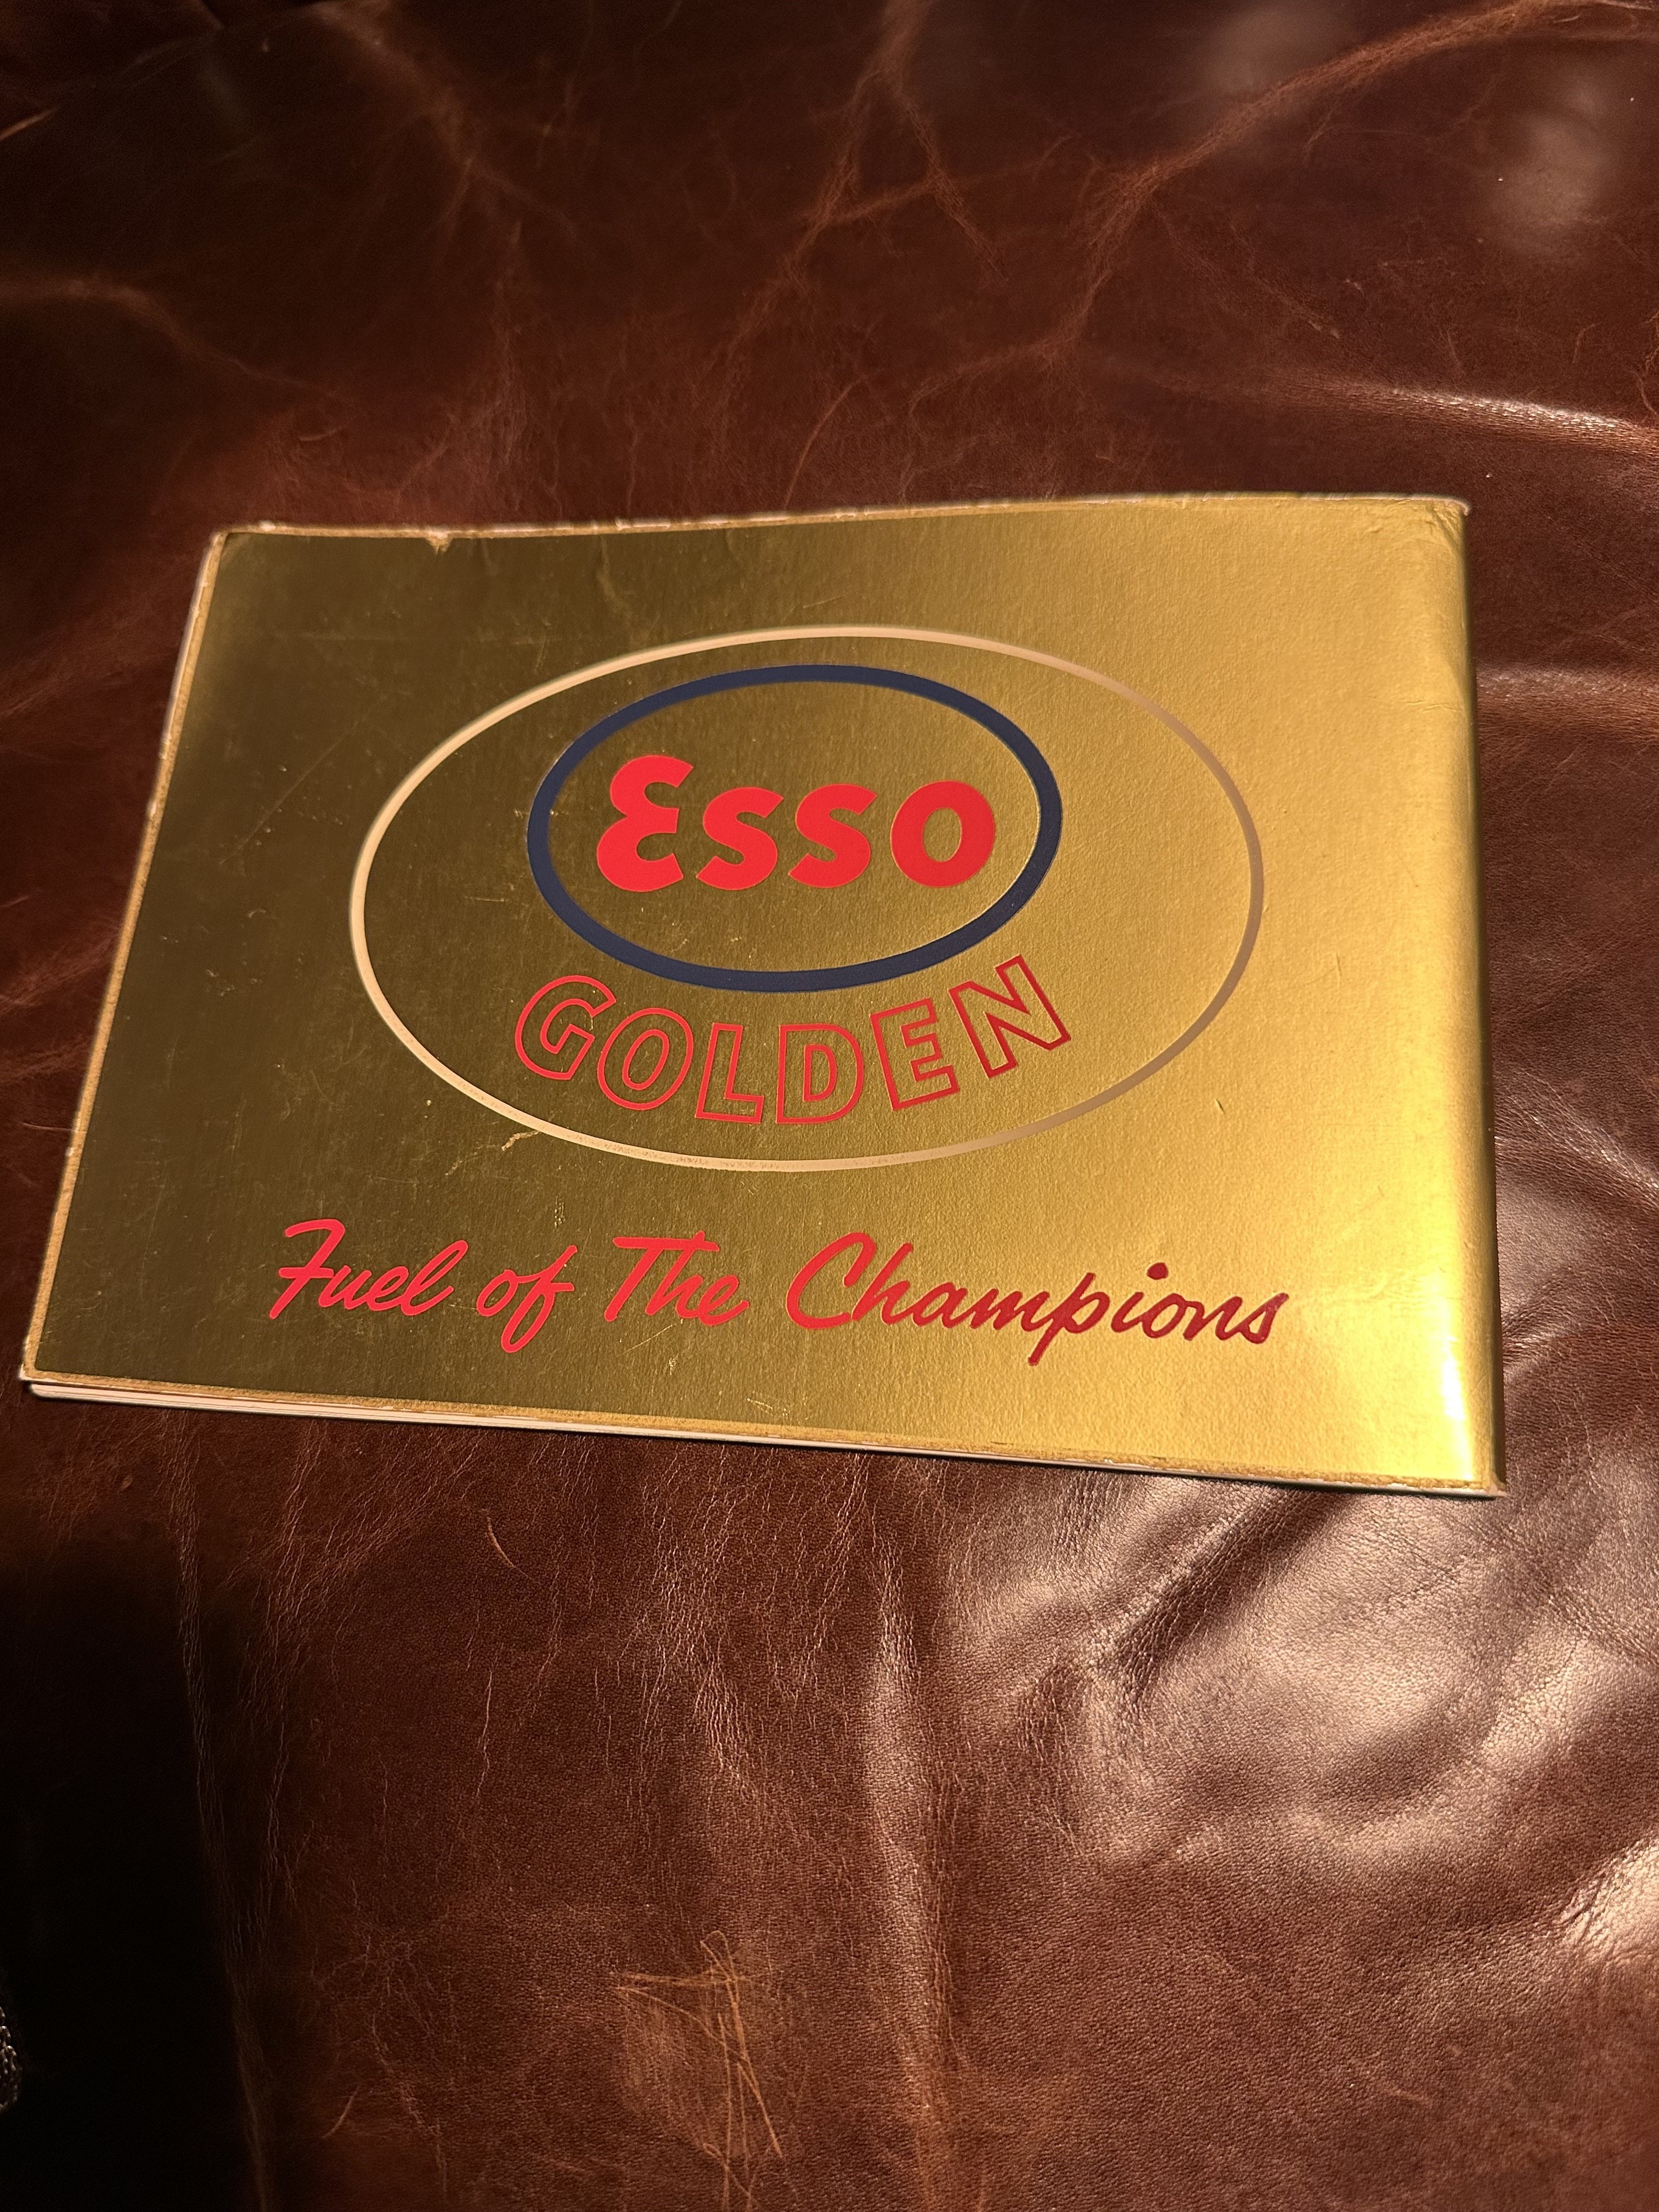 Esso
GOLDEN
Fuel of The Champions